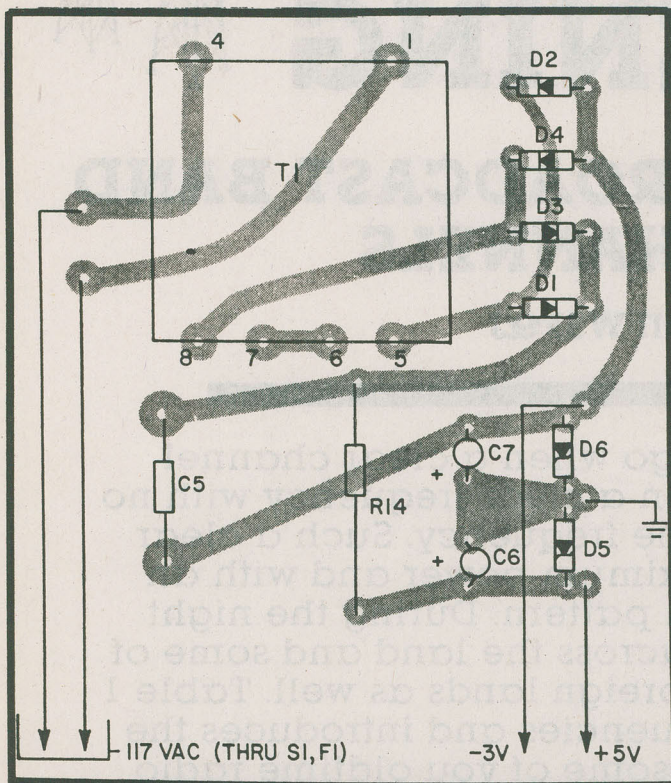 4
1
D2
D4
T1
D3
D1
8
7
6
5
C7
D6
C5
R14
+
C6
D5
+
117 VAC (THRU S1, F1)
-3V
+5V